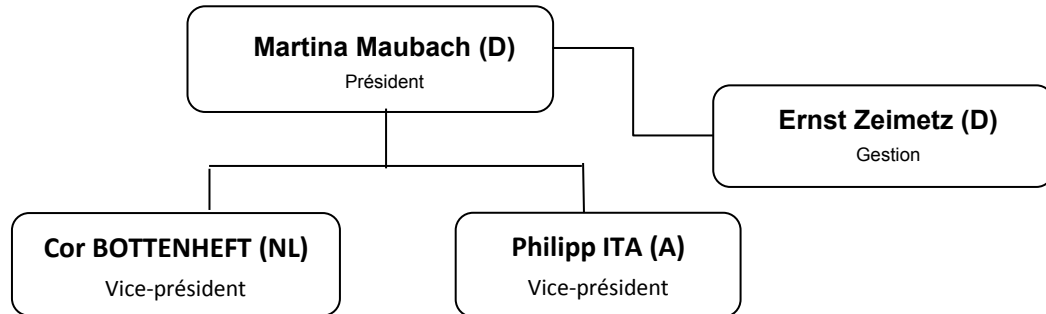 Martina Maubach (D)
Président
Ernst Zeimetz (D)
Gestion
Cor BOTTENHEFT (NL)
Vice-président
Philipp ITA (A)
Vice-président